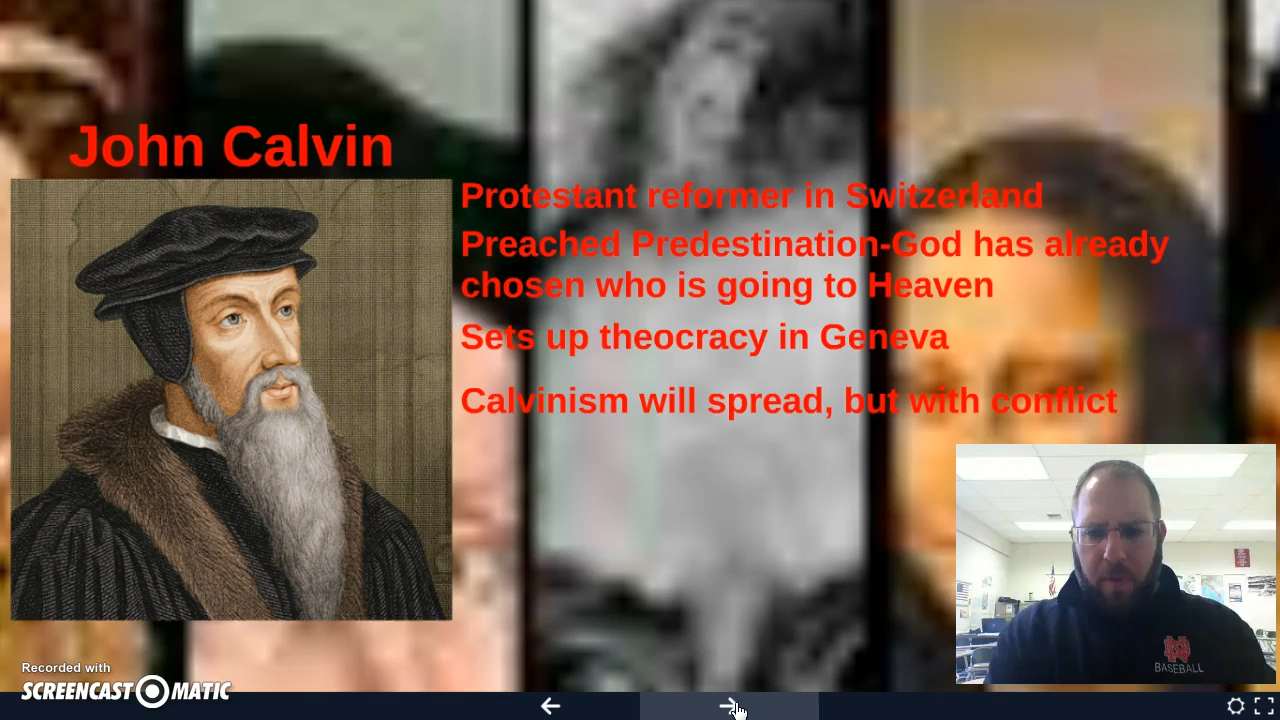 John Calvin
Protestant reformer in Switzerland
Preached Predestination-God has already
chosen who is going to Heaven
Sets up theocracy in Geneva
Calvinism will spread, but with conflict
BASEBALL
Recorded with
SCREENCAST-O-MATIC